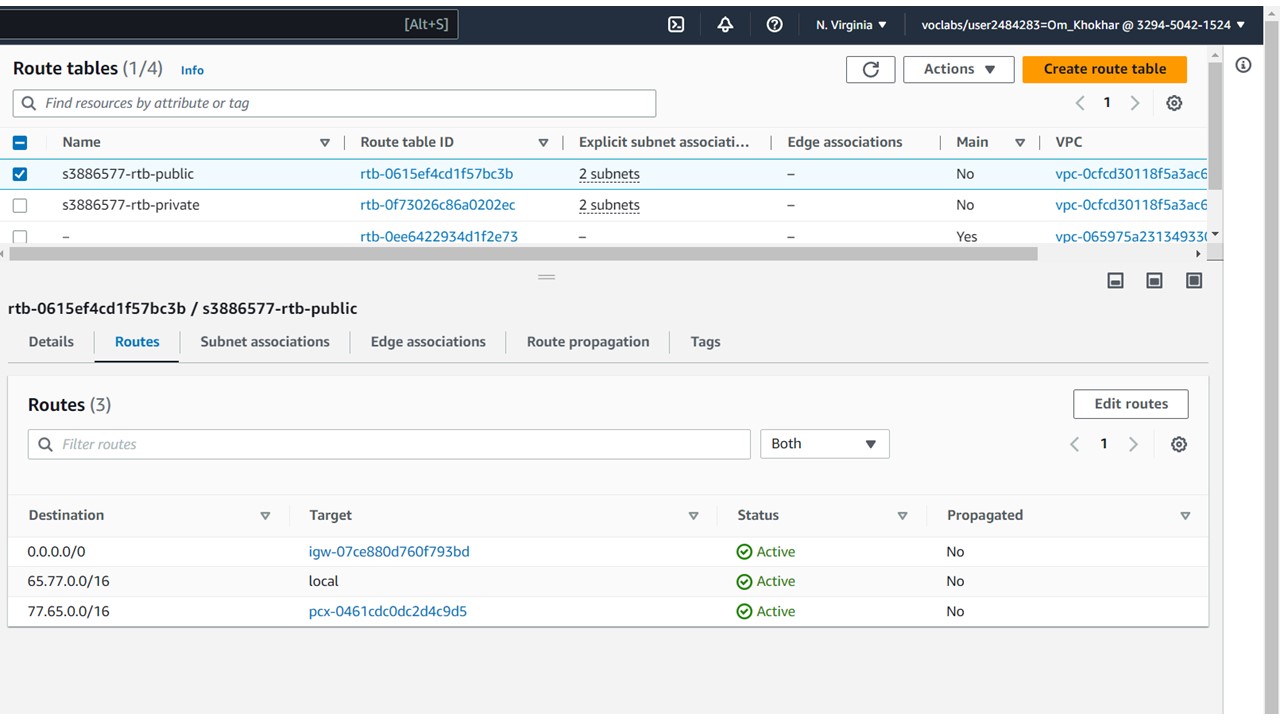 [Alt+S] N. Virginia ▼ voclabs/user2484283=Om_Khokhar @ 3294-5042-1524 ▼
Route tables (1/4) Info Actions ▼ Create route table
Find resources by attribute or tag 1
Name Route table ID Explicit subnet associati... Edge associations Main VPC
s3886577-rtb-public rtb-0615ef4cd1f57bc3b 2 subnets – No vpc-0cfcd30118f5a3ac6
s3886577-rtb-private rtb-0f73026c86a0202ec 2 subnets – No vpc-0cfcd30118f5a3ac6
– rtb-0ee6422934d1f2e73 – – Yes vpc-065975a231349330
rtb-0615ef4cd1f57bc3b / s3886577-rtb-public
Details Routes Subnet associations Edge associations Route propagation Tags
Routes (3) Edit routes
Filter routes Both 1
Destination Target Status Propagated
0.0.0.0/0 igw-07ce880d760f793bd Active No
65.77.0.0/16 local Active No
77.65.0.0/16 pcx-0461cdc0dc2d4c9d5 Active No